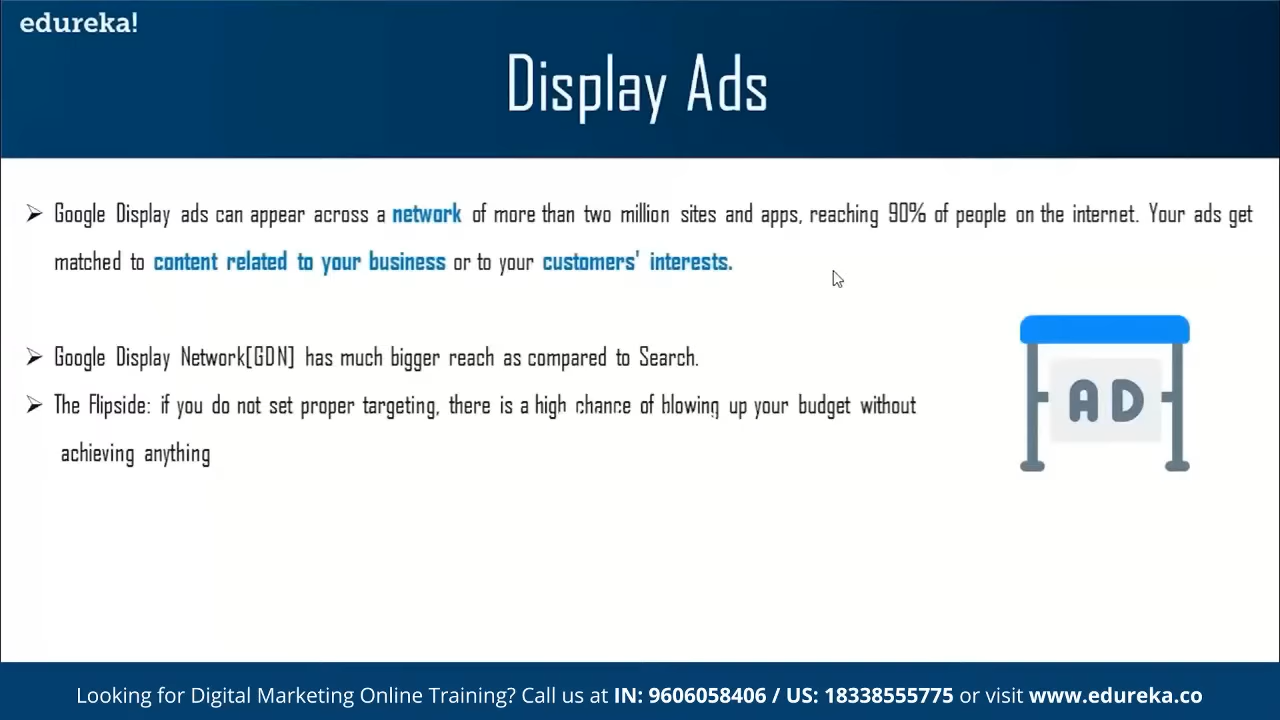 edureka!
Display Ads
➢ Google Display ads can appear across a network of more than two million sites and apps, reaching 90% of people on the internet. Your ads get
matched to content related to your business or to your customers' interests.
➢ Google Display Network[GDN] has much bigger reach as compared to Search.
➢ The Flipside: if you do not set proper targeting, there is a high chance of blowing up your budget without
achieving anything
AD
Looking for Digital Marketing Online Training? Call us at IN: 9606058406 / US: 18338555775 or visit www.edureka.co